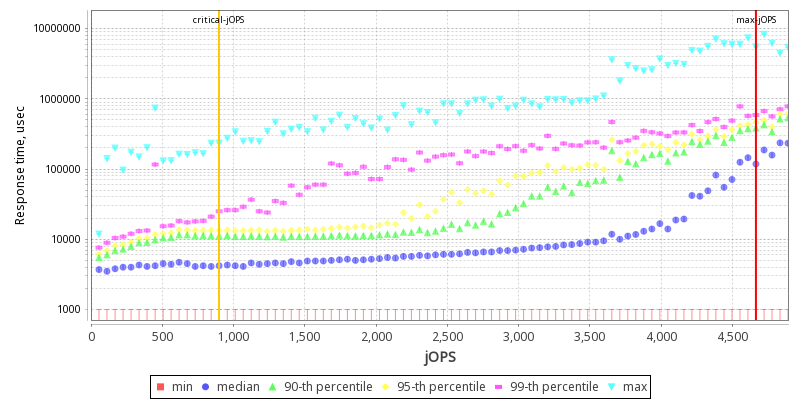 critical-jOPS
max-jOPS
10000000
1000000
100000
10000
1000
Response time, usec
0
500
1,000
1,500
2,000
2,500
3,000
3,500
4,000
4,500
jOPS
min
median
90-th percentile
95-th percentile
99-th percentile
max